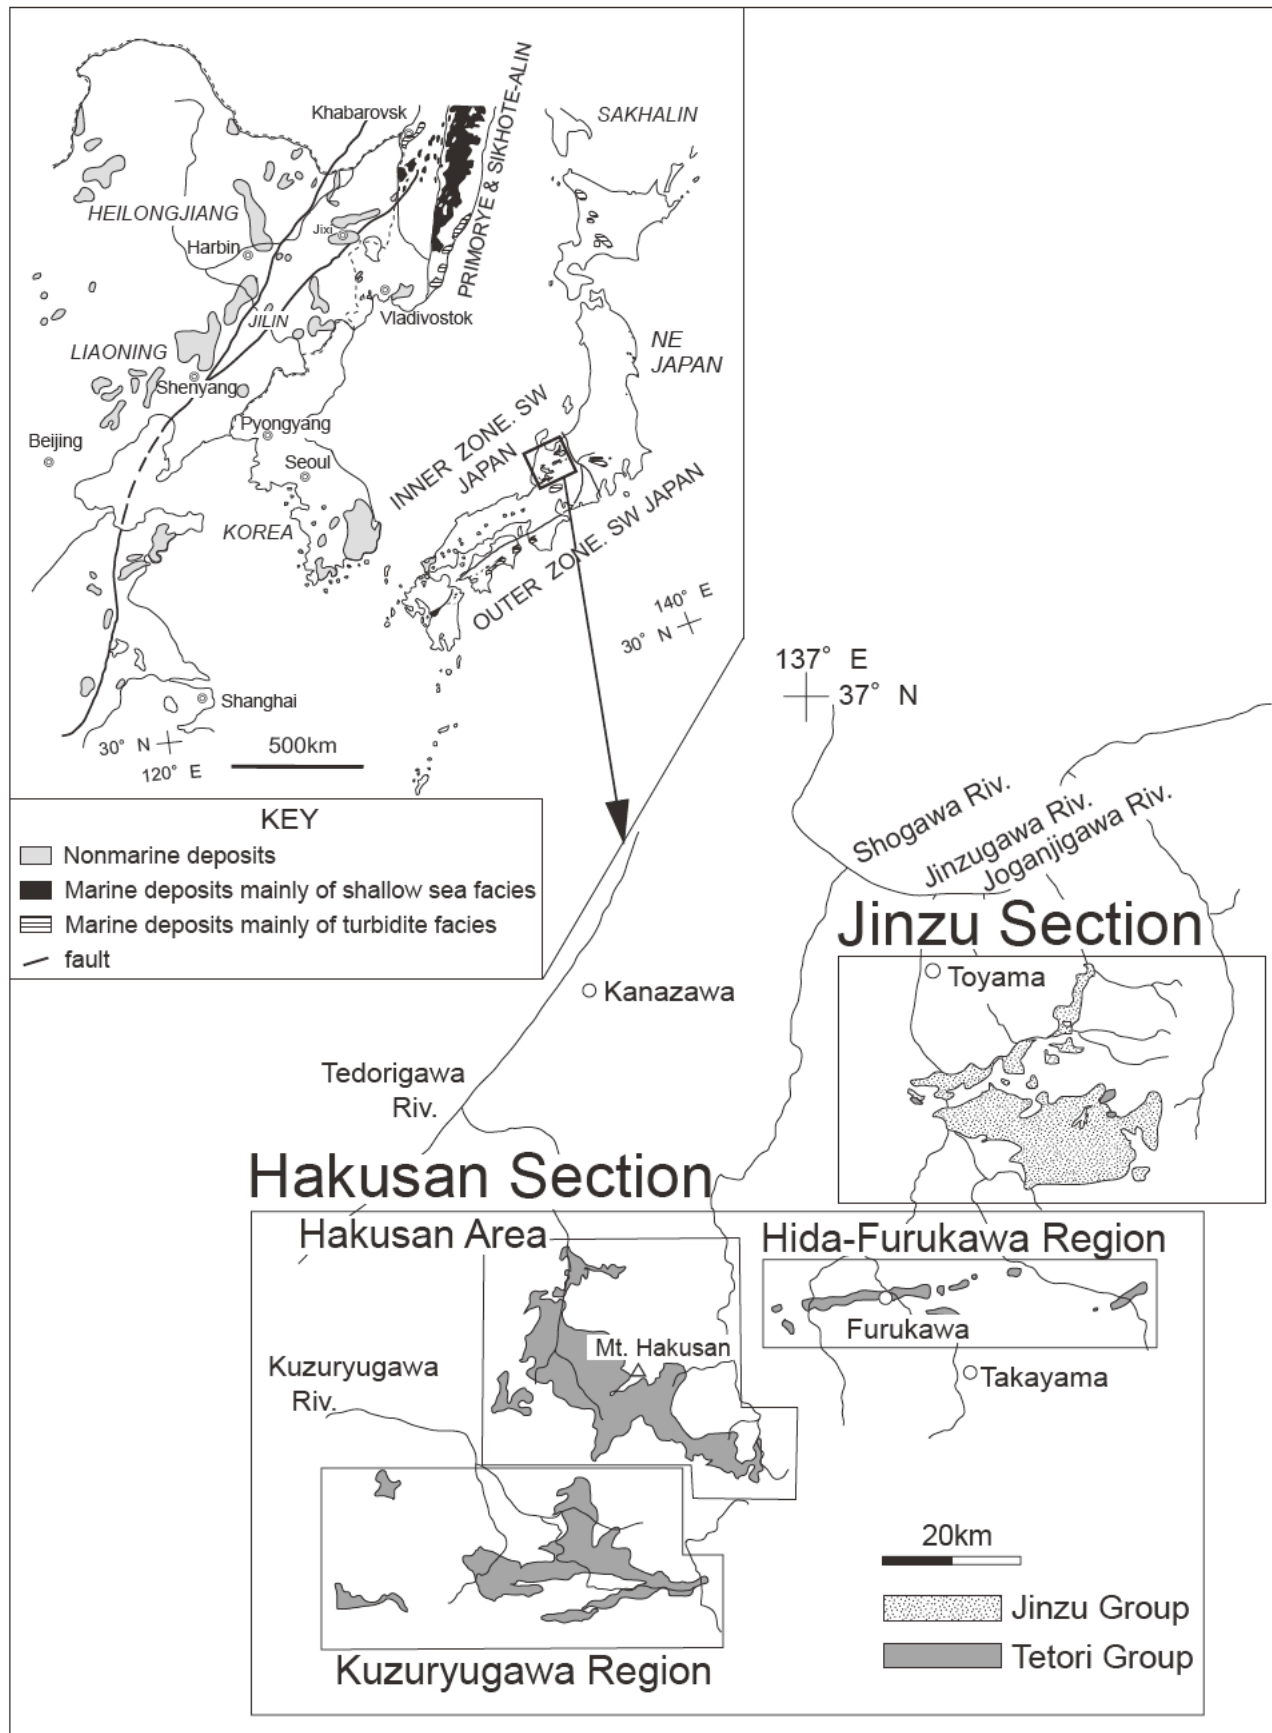 Khabarovsk
SAKHALIN
PRIMORYE & SIKHOTE-ALIN
HEILONGJIANG
Harbin
Jixi
JILIN
Vladivostok
LIAONING
NE
JAPAN
Shenyang
Pyongyang
Beijing
Seoul
INNER ZONE. SW
JAPAN
KOREA
OUTER ZONE. SW JAPAN
140° E
30° N
Shanghai
30° N
120° E
500km
137° E
37° N
KEY
Nonmarine deposits
Marine deposits mainly of shallow sea facies
Marine deposits mainly of turbidite facies
fault
Shogawa Riv.
Jinzugawa Riv.
Joganjigawa Riv.
Jinzu Section
Toyama
Kanazawa
Tedorigawa
Riv.
Hakusan Section
Hakusan Area
Hida-Furukawa Region
Furukawa
Mt. Hakusan
Takayama
Kuzuryugawa
Riv.
20km
Jinzu Group
Tetori Group
Kuzuryugawa Region